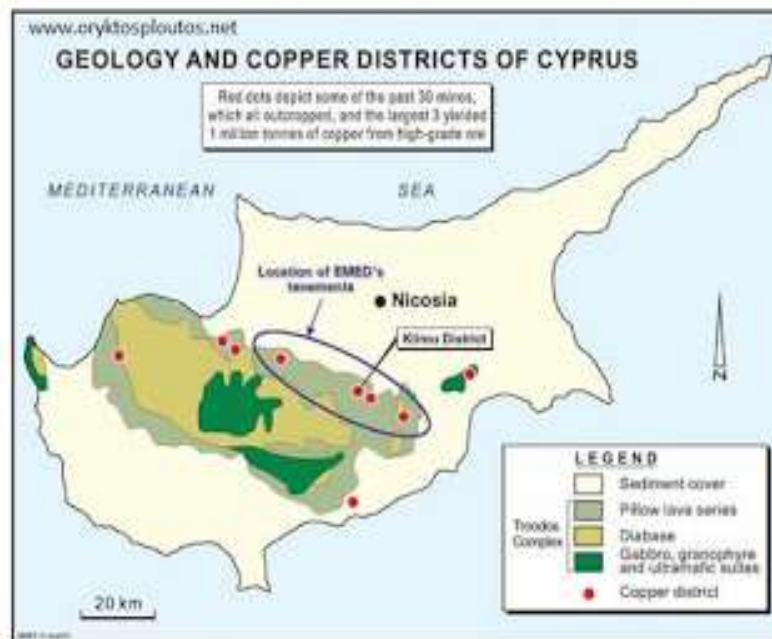 www.oryktosploutos.net
GEOLOGY AND COPPER DISTRICTS OF CYPRUS
Red dots depict some of the past 30 mines,
which all outcropped, and the largest 3 yielded
1 million tonnes of copper from high-grade ore
MEDITERRANEAN SEA
Location of EMED's
tenements
Nicosia
Klirou District
N
LEGEND
Sediment cover
Pillow lava series
Troodos
Complex
Diabase
Gabbro, granophyre
and ultramafic suites
Copper district
20 km